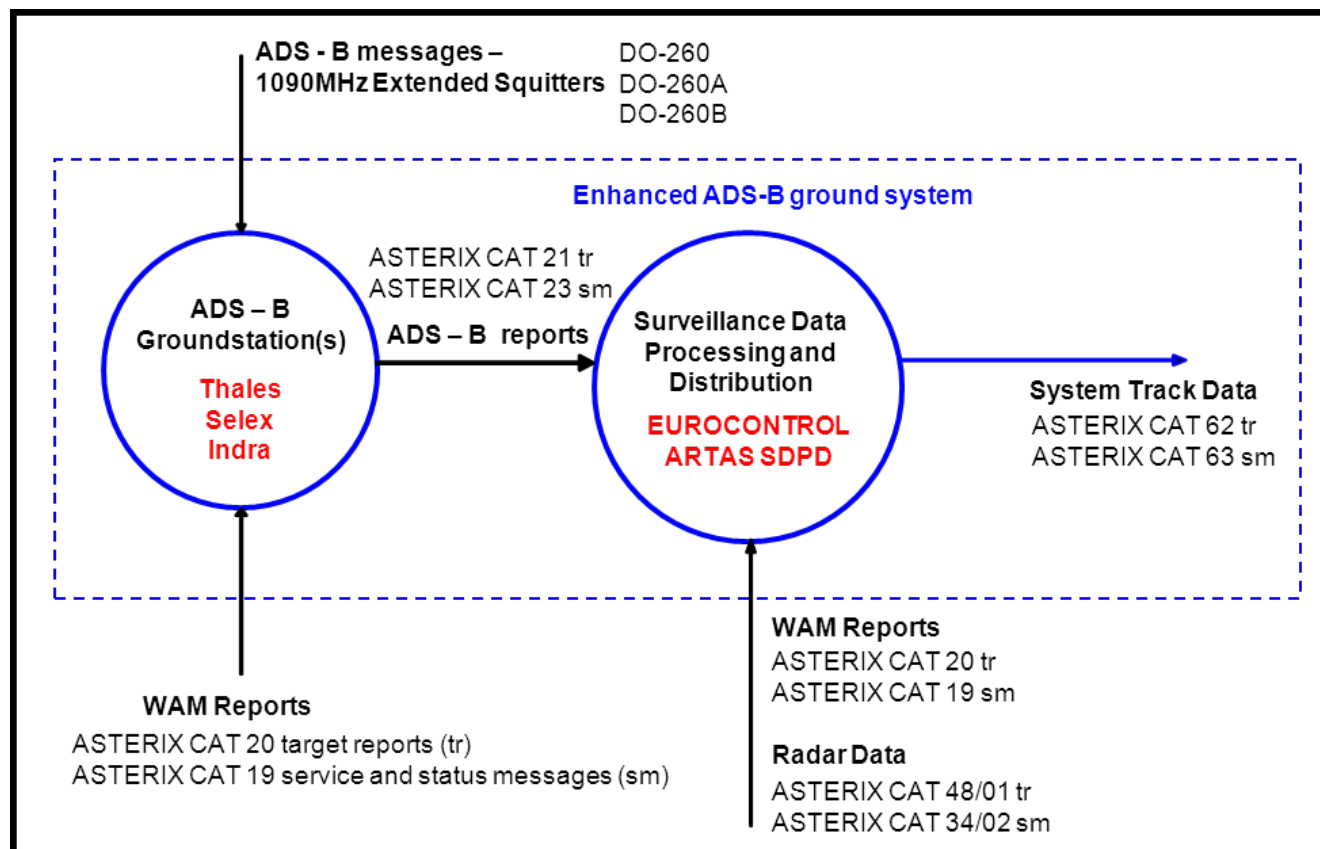 ADS - B messages –
1090MHz Extended Squitters
DO-260
DO-260A
DO-260B
Enhanced ADS-B ground system
ADS – B
Groundstation(s)
Thales
Selex
Indra
ASTERIX CAT 21 tr
ASTERIX CAT 23 sm
ADS – B reports
Surveillance Data
Processing and
Distribution
EUROCONTROL
ARTAS SDPD
System Track Data
ASTERIX CAT 62 tr
ASTERIX CAT 63 sm
WAM Reports
ASTERIX CAT 20 target reports (tr)
ASTERIX CAT 19 service and status messages (sm)
WAM Reports
ASTERIX CAT 20 tr
ASTERIX CAT 19 sm
Radar Data
ASTERIX CAT 48/01 tr
ASTERIX CAT 34/02 sm